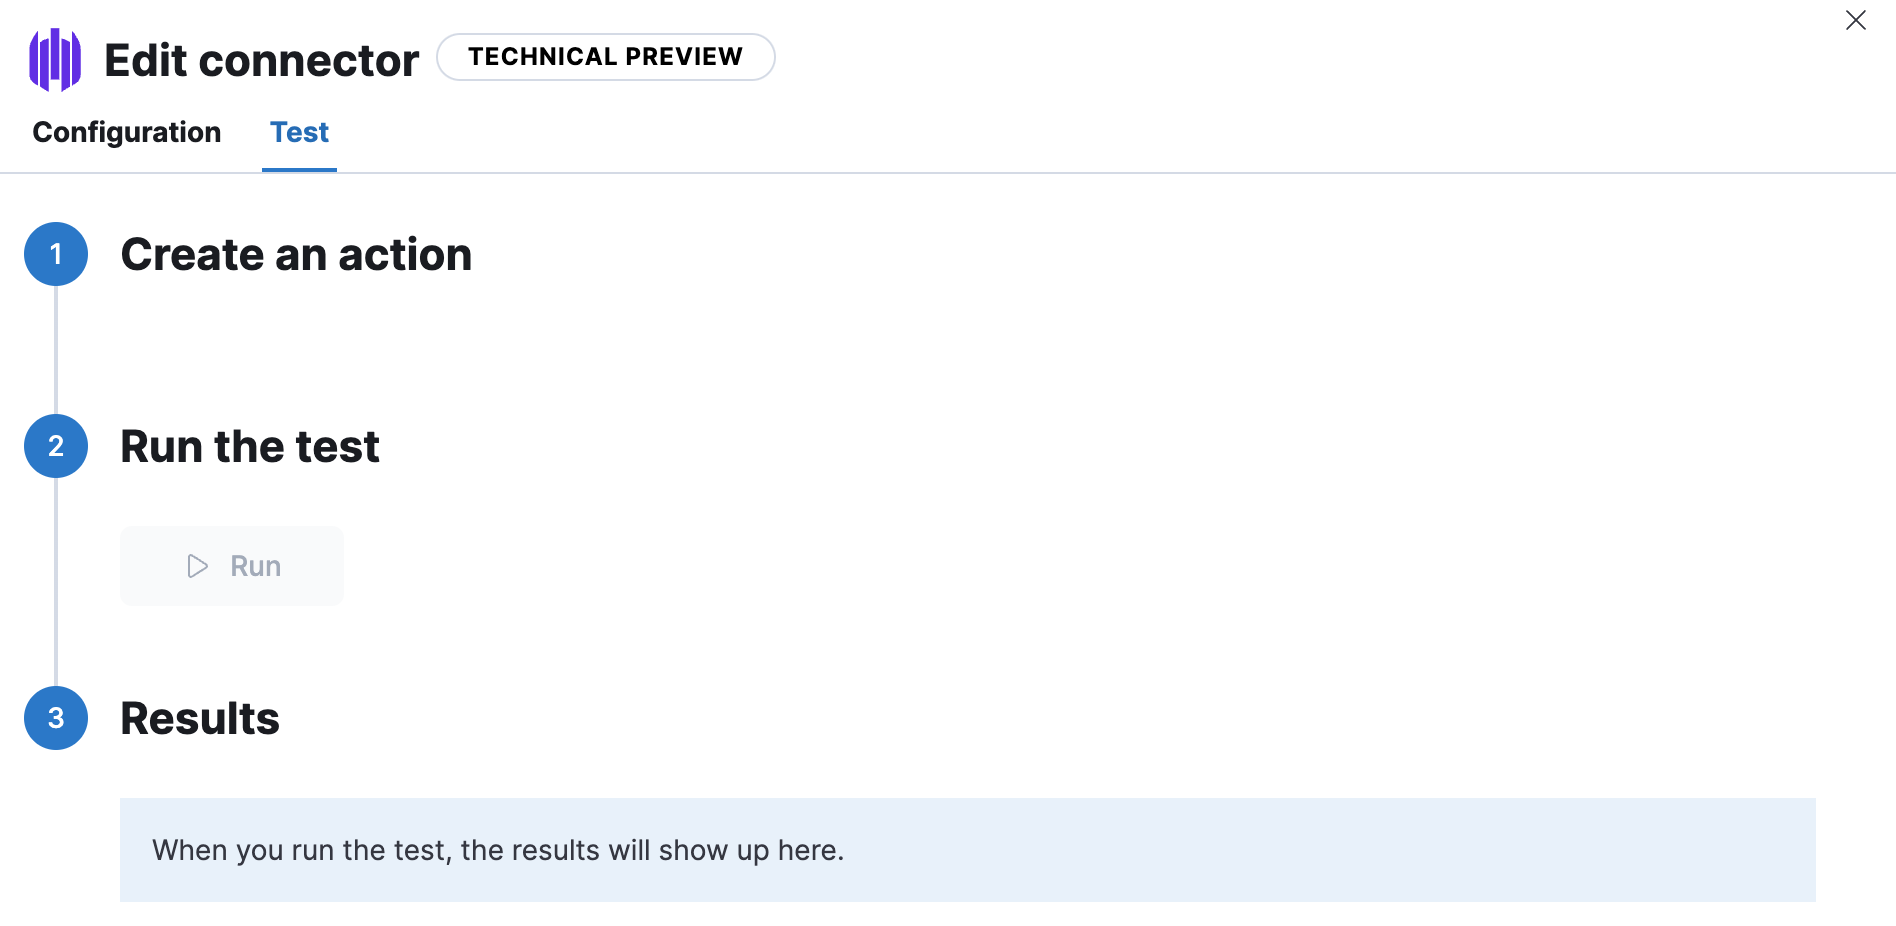 Edit connector TECHNICAL PREVIEW
Configuration Test
1 Create an action
2 Run the test
Run
3 Results
When you run the test, the results will show up here.